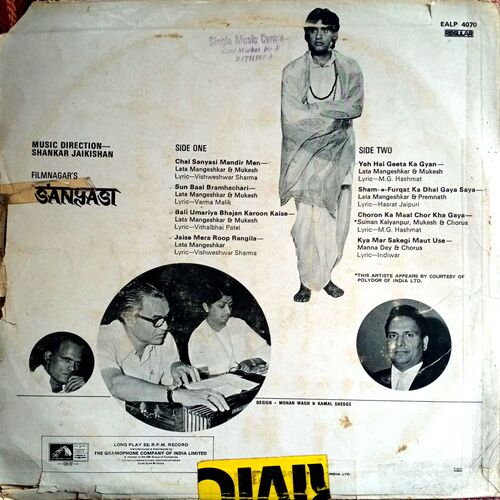 EALP 4070
REGULAR
Singla Music Centre
Court Market No. 6
BATHINDA
MUSIC DIRECTION—
SHANKAR JAIKISHAN
FILMNAGAR'S
SANYASI
SIDE ONE
Chal Sanyasi Mandir Men—
Lata Mangeshkar & Mukesh
Lyric—Vishweshwar Sharma
Sun Baal Bramhachari—
Lata Mangeshkar & Mukesh
Lyric—Varma Malik
Bali Umariya Bhajan Karoon Kaise—
Lata Mangeshkar & Mukesh
Lyric—Vithalbhai Patel
Jaise Mera Roop Rangila—
Lata Mangeshkar
Lyric—Vishweshwar Sharma
SIDE TWO
Yeh Hai Geeta Ka Gyan—
Lata Mangeshkar & Mukesh
Lyric—M.G. Hashmat
Sham-e-Furqat Ka Dhal Gaya Saya—
Lata Mangeshkar & Premnath
Lyric—Hasrat Jaipuri
Choron Ka Maal Chor Kha Gaya—
*Suman Kalyanpur, Mukesh & Chorus
Lyric—M.G. Hashmat
Kya Mar Sakegi Maut Use—
Manna Dey & Chorus
Lyric—Indiwar
*THIS ARTISTE APPEARS BY COURTESY OF
POLYDOR OF INDIA LTD.
DESIGN - MOHAN WAGH & KAMAL SHEDGE
LONG PLAY 33⅓ R.P.M. RECORD
THE GRAMOPHONE COMPANY OF INDIA LIMITED
INDIA LTD.